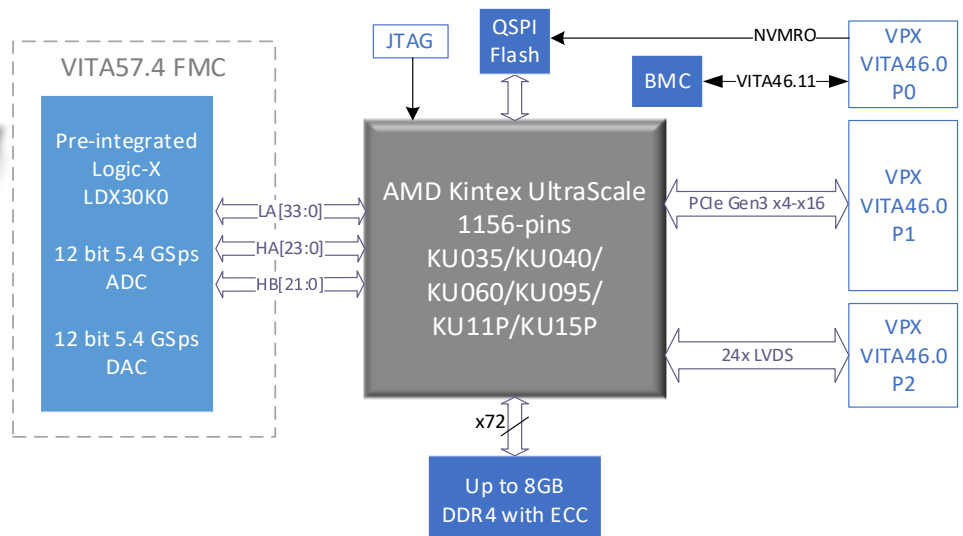 VITA57.4 FMC
Pre-integrated
Logic-X
LDX30K0
12 bit 5.4 GSps
ADC
12 bit 5.4 GSps
DAC
LA[33:0]
HA[23:0]
HB[21:0]
JTAG
QSPI
Flash
NVMRO
BMC
VITA46.11
VPX
VITA46.0
P0
AMD Kintex UltraScale
1156-pins
KU035/KU040/
KU060/KU095/
KU11P/KU15P
PCIe Gen3 x4-x16
VPX
VITA46.0
P1
24x LVDS
VPX
VITA46.0
P2
x72
Up to 8GB
DDR4 with ECC